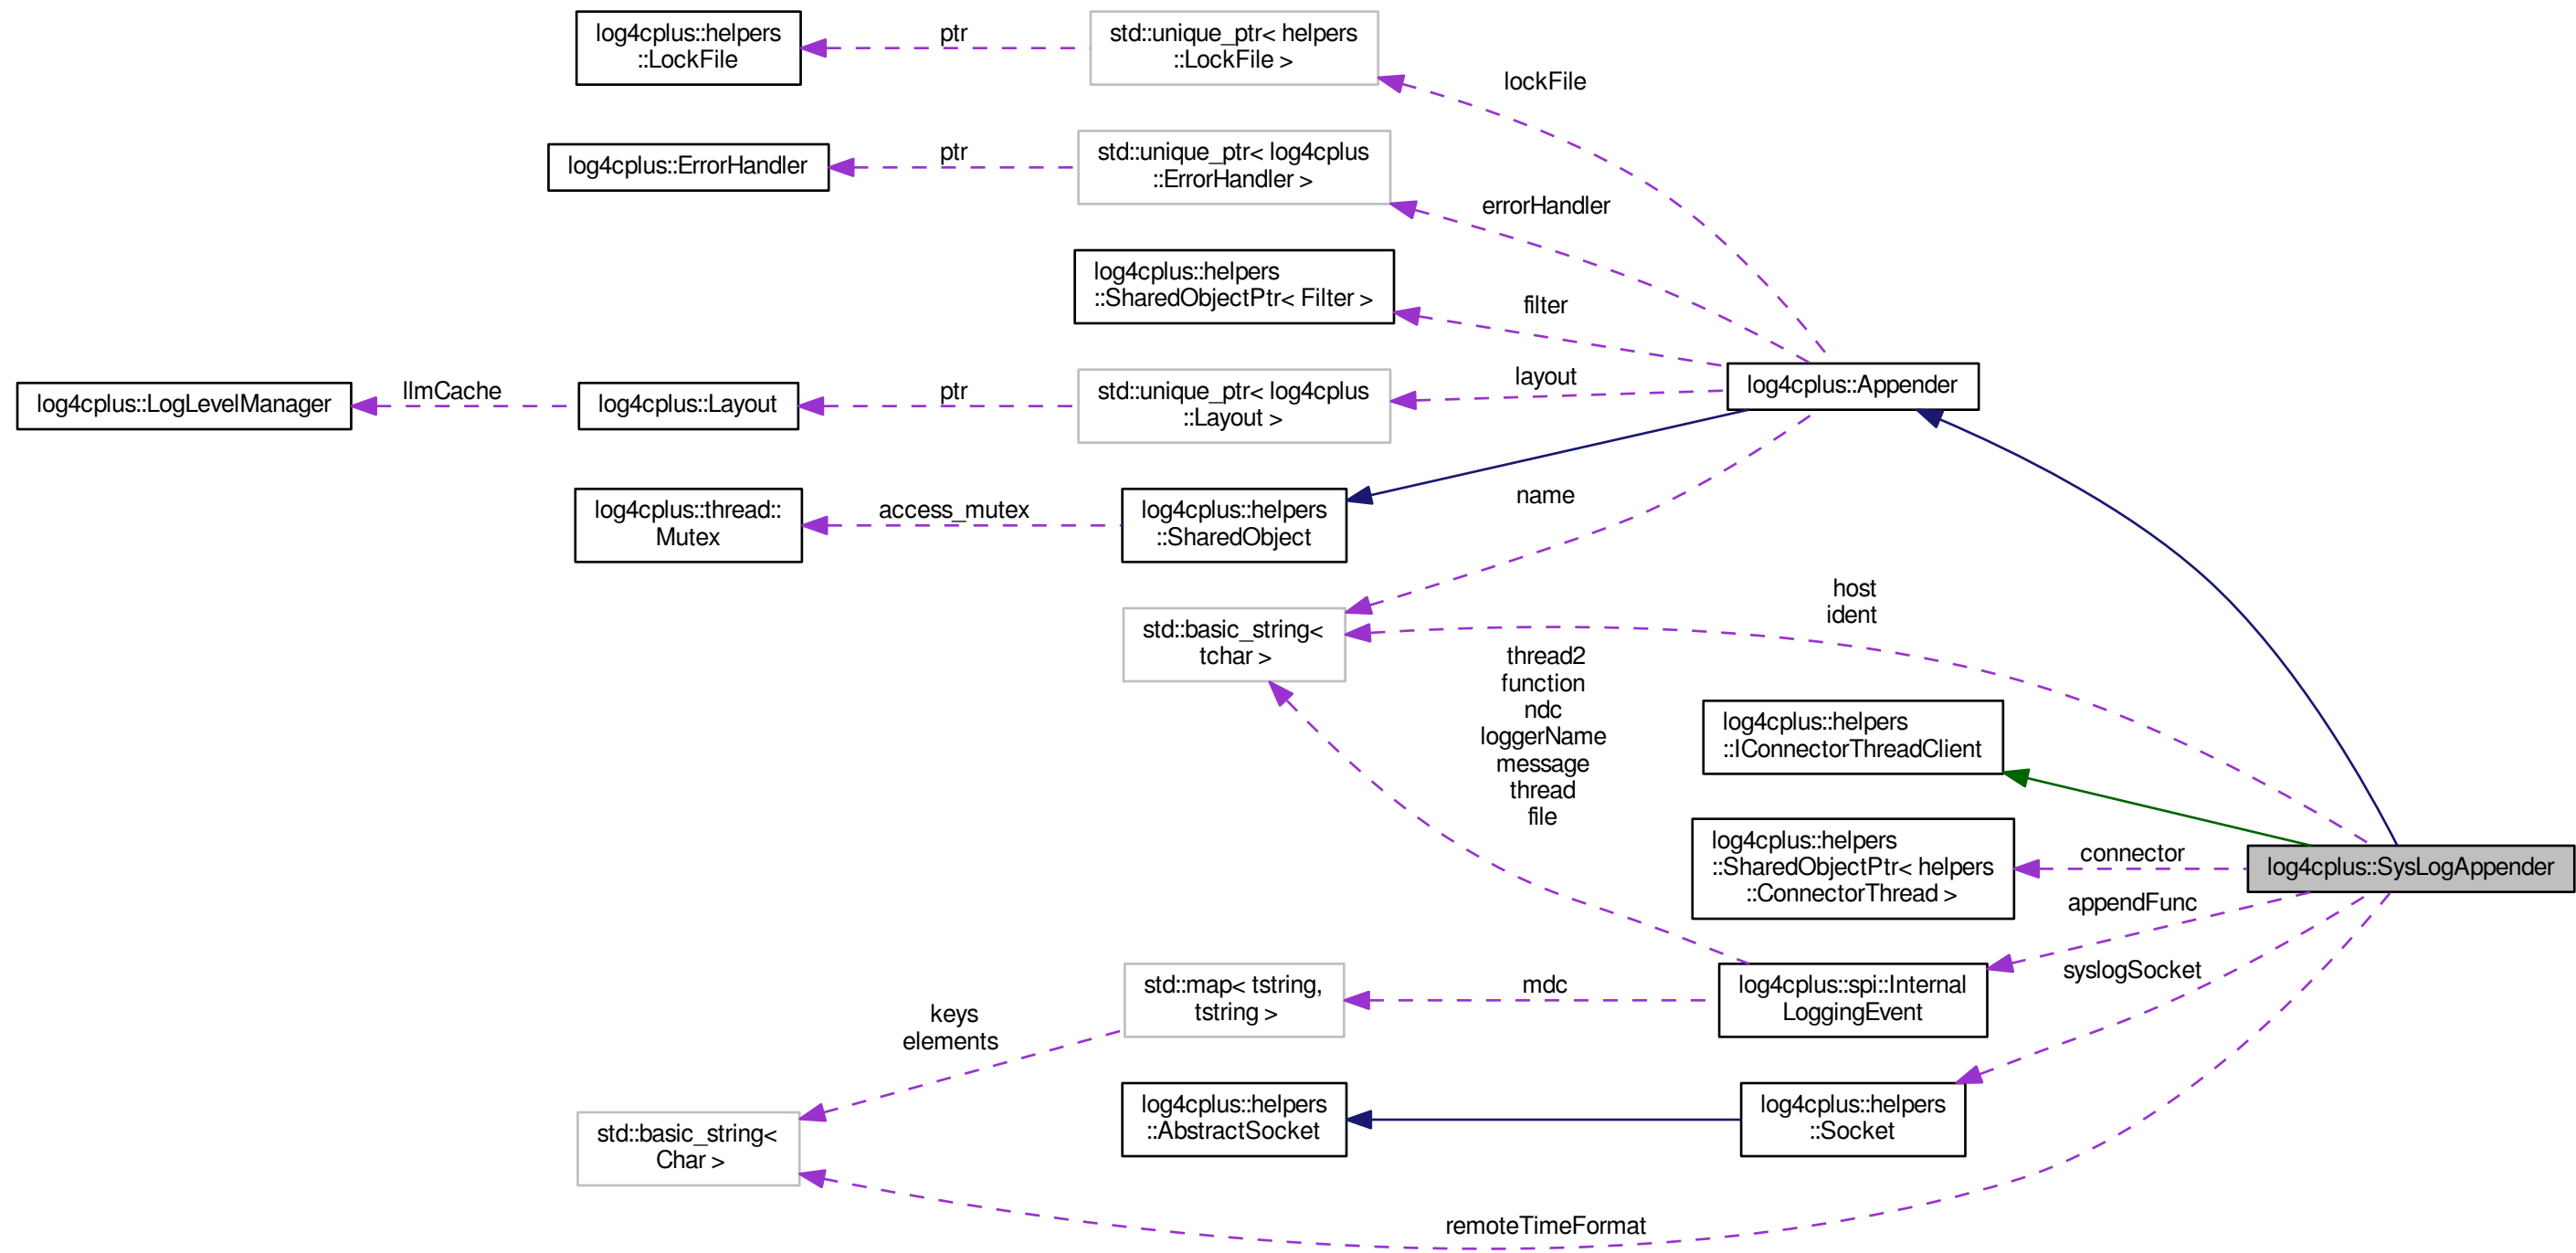 log4cplus::helpers
::LockFile
ptr
std::unique_ptr< helpers
::LockFile >
lockFile
log4cplus::ErrorHandler
ptr
std::unique_ptr< log4cplus
::ErrorHandler >
errorHandler
log4cplus::helpers
::SharedObjectPtr< Filter >
filter
log4cplus::LogLevelManager
llmCache
log4cplus::Layout
ptr
std::unique_ptr< log4cplus
::Layout >
layout
log4cplus::Appender
log4cplus::thread::
Mutex
access_mutex
log4cplus::helpers
::SharedObject
name
std::basic_string<
tchar >
host
ident
thread2
function
ndc
loggerName
message
thread
file
log4cplus::helpers
::IConnectorThreadClient
log4cplus::helpers
::SharedObjectPtr< helpers
::ConnectorThread >
connector
log4cplus::SysLogAppender
appendFunc
syslogSocket
keys
elements
std::map< tstring,
tstring >
mdc
log4cplus::spi::Internal
LoggingEvent
std::basic_string<
Char >
log4cplus::helpers
::AbstractSocket
log4cplus::helpers
::Socket
remoteTimeFormat